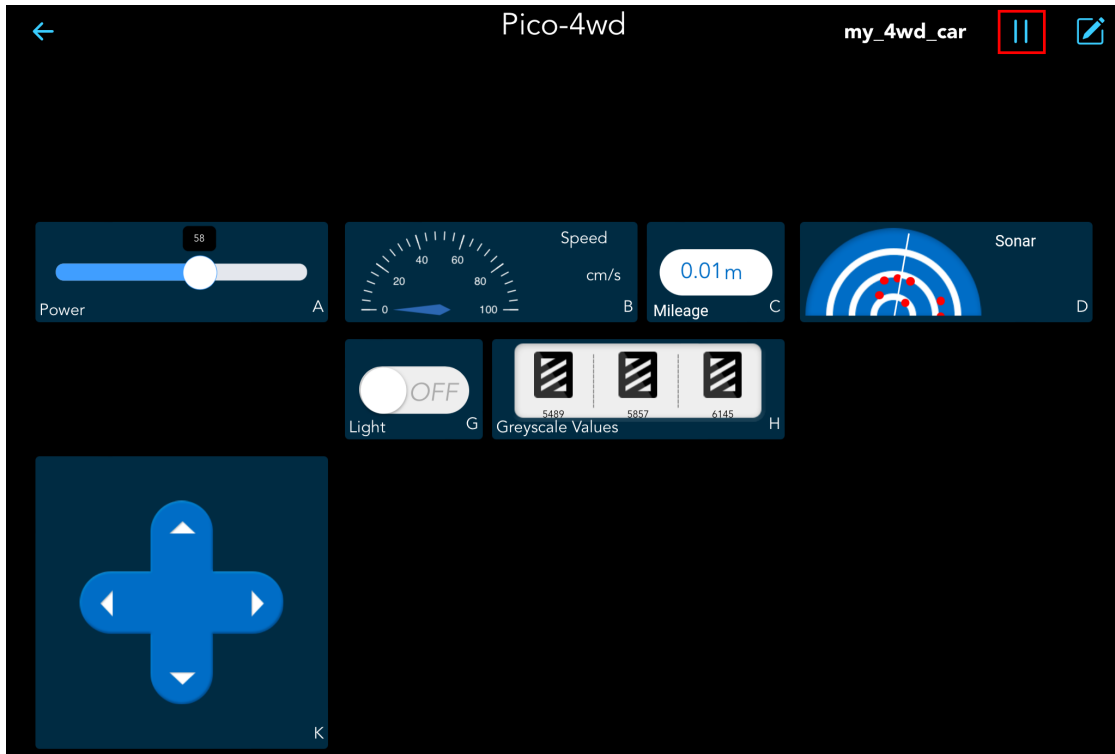 Pico-4wd
my_4wd_car
58
Power
A
0
20
40
60
80
100
Speed
cm/s
B
0.01m
Mileage
C
Sonar
D
OFF
Light
G
5489
5857
6145
Greyscale Values
H
K